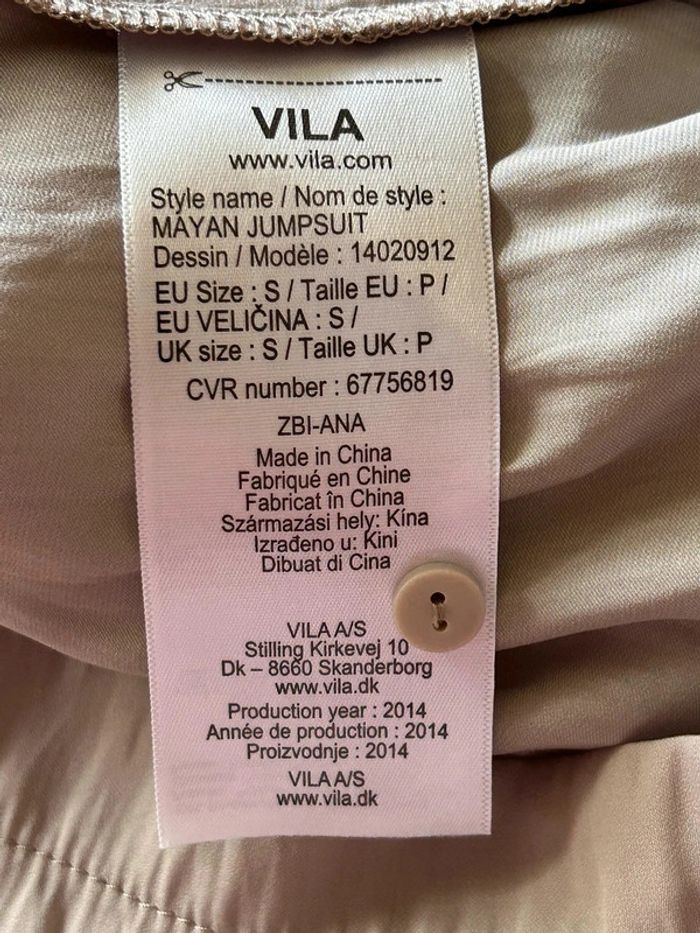 VILA
www.vila.com
Style name / Nom de style :
MAYAN JUMPSUIT
Dessin / Modèle : 14020912
EU Size : S / Taille EU : P /
EU VELIČINA : S /
UK size : S / Taille UK : P
CVR number : 67756819
ZBI-ANA
Made in China
Fabriqué en Chine
Fabricat în China
Származási hely: Kína
Izrađeno u: Kini
Dibuat di Cina
VILA A/S
Stilling Kirkevej 10
Dk – 8660 Skanderborg
www.vila.dk
Production year : 2014
Année de production : 2014
Proizvodnje : 2014
VILA A/S
www.vila.dk